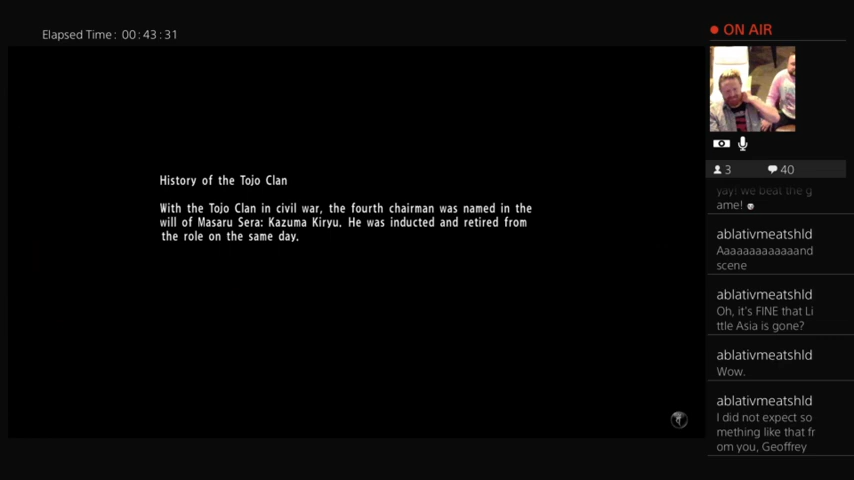 Elapsed Time: 00:43:31
ON AIR
History of the Tojo Clan
With the Tojo Clan in civil war, the fourth chairman was named in the
will of Masaru Sera: Kazuma Kiryu. He was inducted and retired from
the role on the same day.
3
40
yay! we beat the g
ame!
ablativmeatshld
Aaaaaaaaaaaand
scene
ablativmeatshld
Oh, it's FINE that Li
ttle Asia is gone?
ablativmeatshld
Wow.
ablativmeatshld
I did not expect so
mething like that fr
om you, Geoffrey